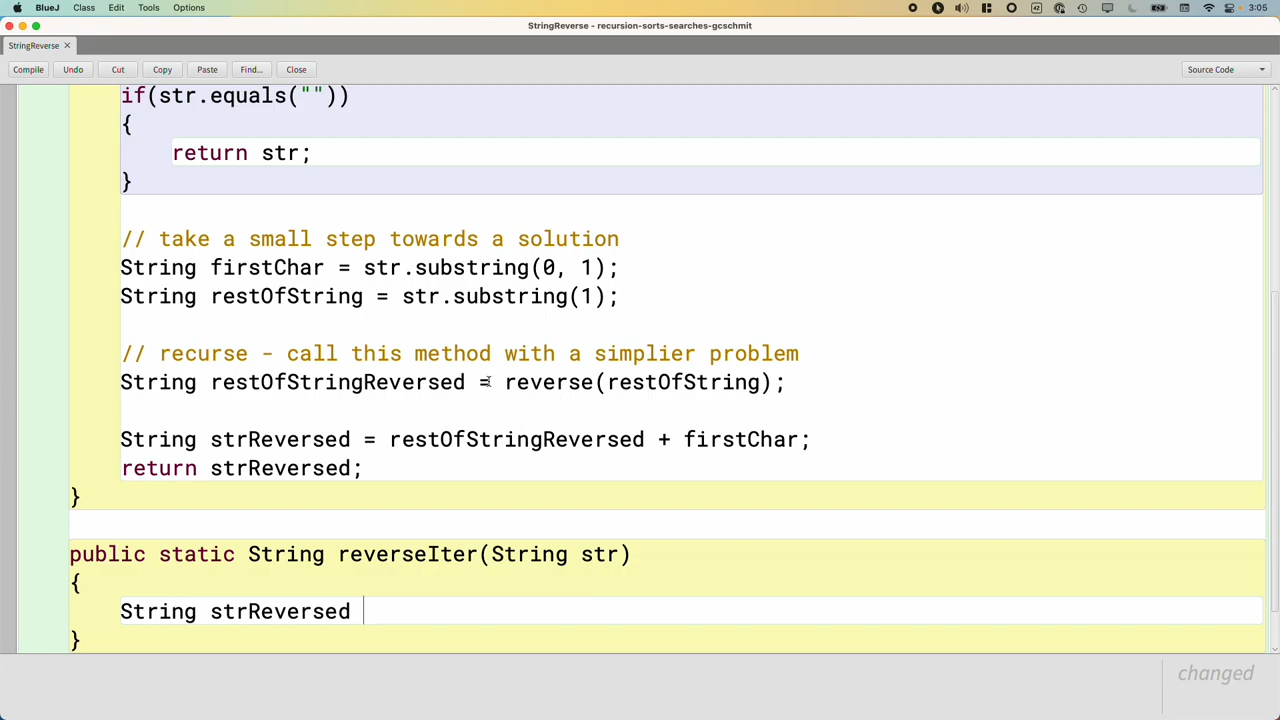 BlueJ Class Edit Tools Options 42 3:05
StringReverse - recursion-sorts-searches-gcschmit
StringReverse ×
Compile Undo Cut Copy Paste Find... Close Source Code
if(str.equals(""))
{
return str;
}
// take a small step towards a solution
String firstChar = str.substring(0, 1);
String restOfString = str.substring(1);
// recurse - call this method with a simplier problem
String restOfStringReversed = reverse(restOfString);
String strReversed = restOfStringReversed + firstChar;
return strReversed;
}
public static String reverseIter(String str)
{
String strReversed
}
changed